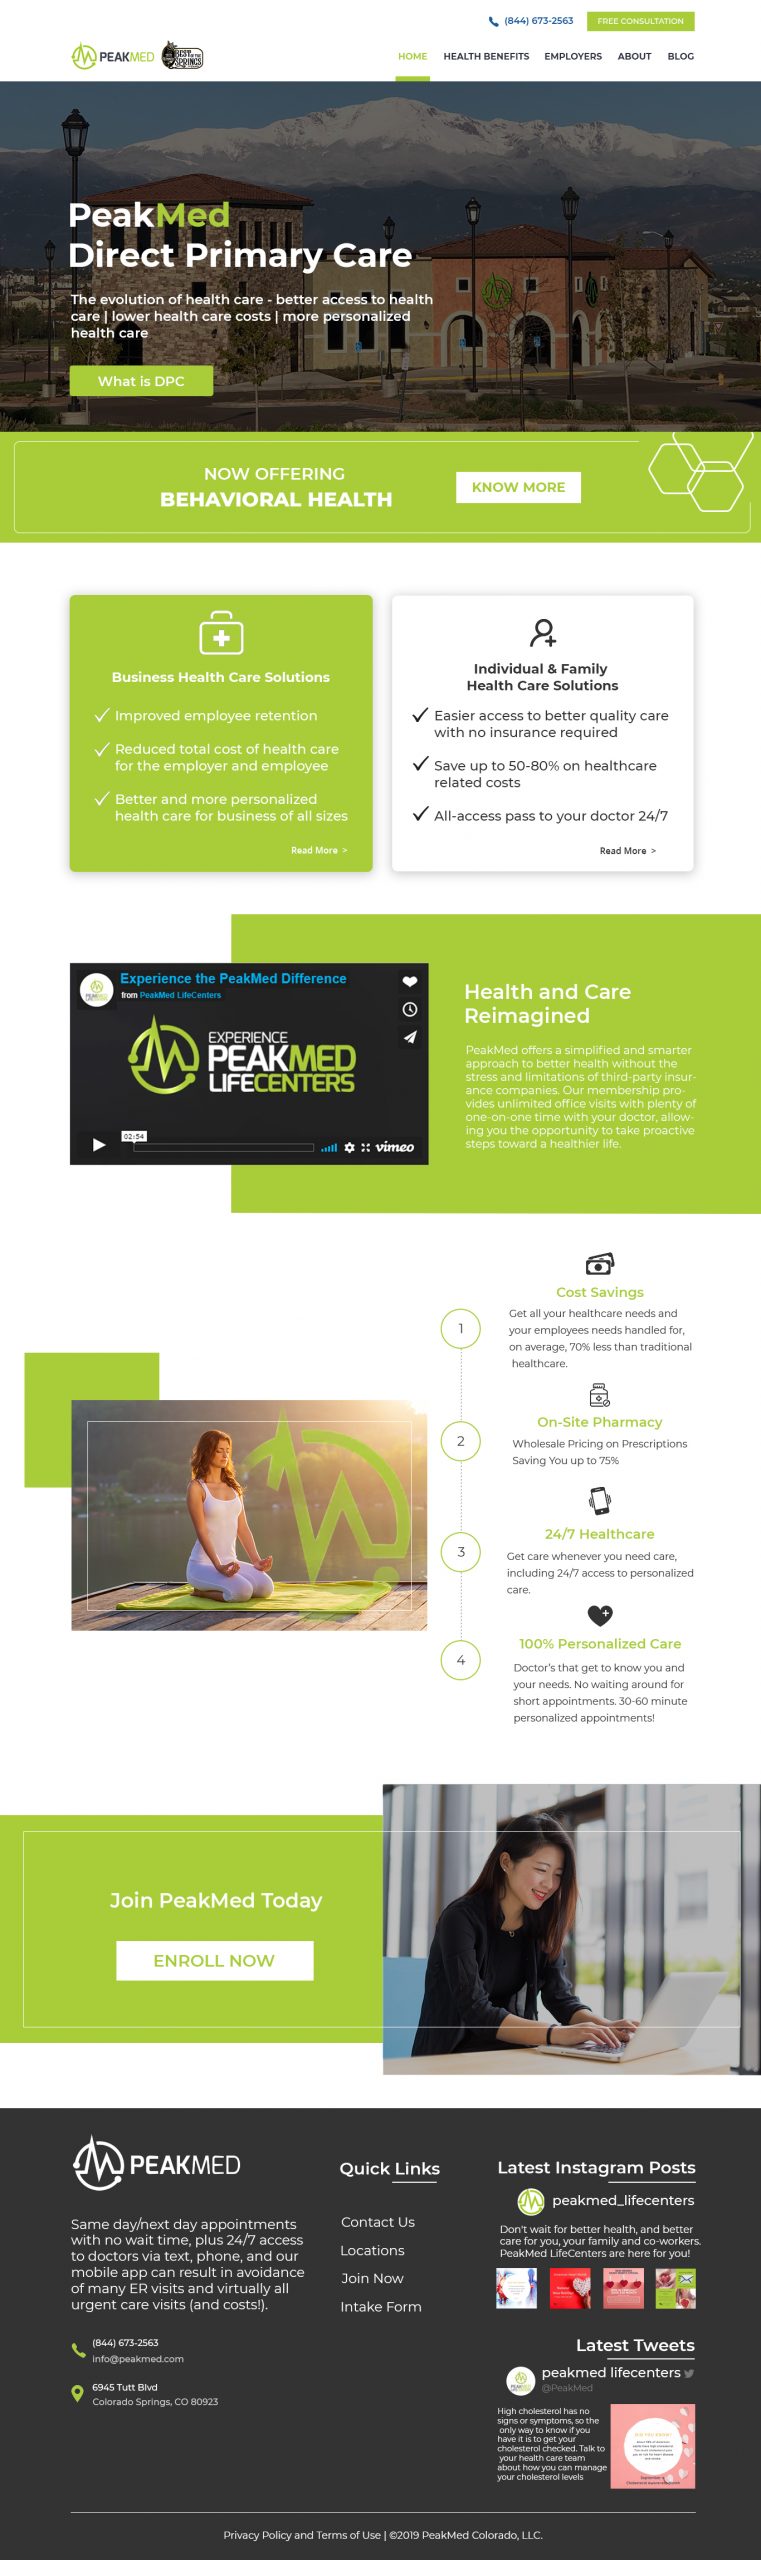 (844) 673-2563
FREE CONSULTATION
PEAKMED
SPRINGS
HOME
HEALTH BENEFITS
EMPLOYERS
ABOUT
BLOG
PeakMed
Direct Primary Care
The evolution of health care - better access to health
care | lower health care costs | more personalized
health care
What is DPC
NOW OFFERING
BEHAVIORAL HEALTH
KNOW MORE
Business Health Care Solutions
Improved employee retention
Reduced total cost of health care
for the employer and employee
Better and more personalized
health care for business of all sizes
Read More >
Individual & Family
Health Care Solutions
Easier access to better quality care
with no insurance required
Save up to 50-80% on healthcare
related costs
All-access pass to your doctor 24/7
Read More >
Experience the PeakMed Difference
from PeakMed LifeCenters
EXPERIENCE
PEAKMED
LIFECENTERS
02:54
vimeo
Health and Care
Reimagined
PeakMed offers a simplified and smarter
approach to better health without the
stress and limitations of third-party insur-
ance companies. Our membership pro-
vides unlimited office visits with plenty of
one-on-one time with your doctor, allow-
ing you the opportunity to take proactive
steps toward a healthier life.
1
Cost Savings
Get all your healthcare needs and
your employees needs handled for,
on average, 70% less than traditional
healthcare.
2
On-Site Pharmacy
Wholesale Pricing on Prescriptions
Saving You up to 75%
3
24/7 Healthcare
Get care whenever you need care,
including 24/7 access to personalized
care.
4
100% Personalized Care
Doctor's that get to know you and
your needs. No waiting around for
short appointments. 30-60 minute
personalized appointments!
Join PeakMed Today
ENROLL NOW
PEAKMED
Same day/next day appointments
with no wait time, plus 24/7 access
to doctors via text, phone, and our
mobile app can result in avoidance
of many ER visits and virtually all
urgent care visits (and costs!).
(844) 673-2563
info@peakmed.com
6945 Tutt Blvd
Colorado Springs, CO 80923
Quick Links
Contact Us
Locations
Join Now
Intake Form
Latest Instagram Posts
peakmed_lifecenters
Don't wait for better health, and better
care for you, your family and co-workers.
PeakMed LifeCenters are here for you!
Latest Tweets
peakmed lifecenters
@PeakMed
High cholesterol has no
signs or symptoms, so the
only way to know if you
have it is to get your
cholesterol checked. Talk to
your health care team
about how you can manage
your cholesterol levels
DID YOU KNOW?
Privacy Policy and Terms of Use | ©2019 PeakMed Colorado, LLC.